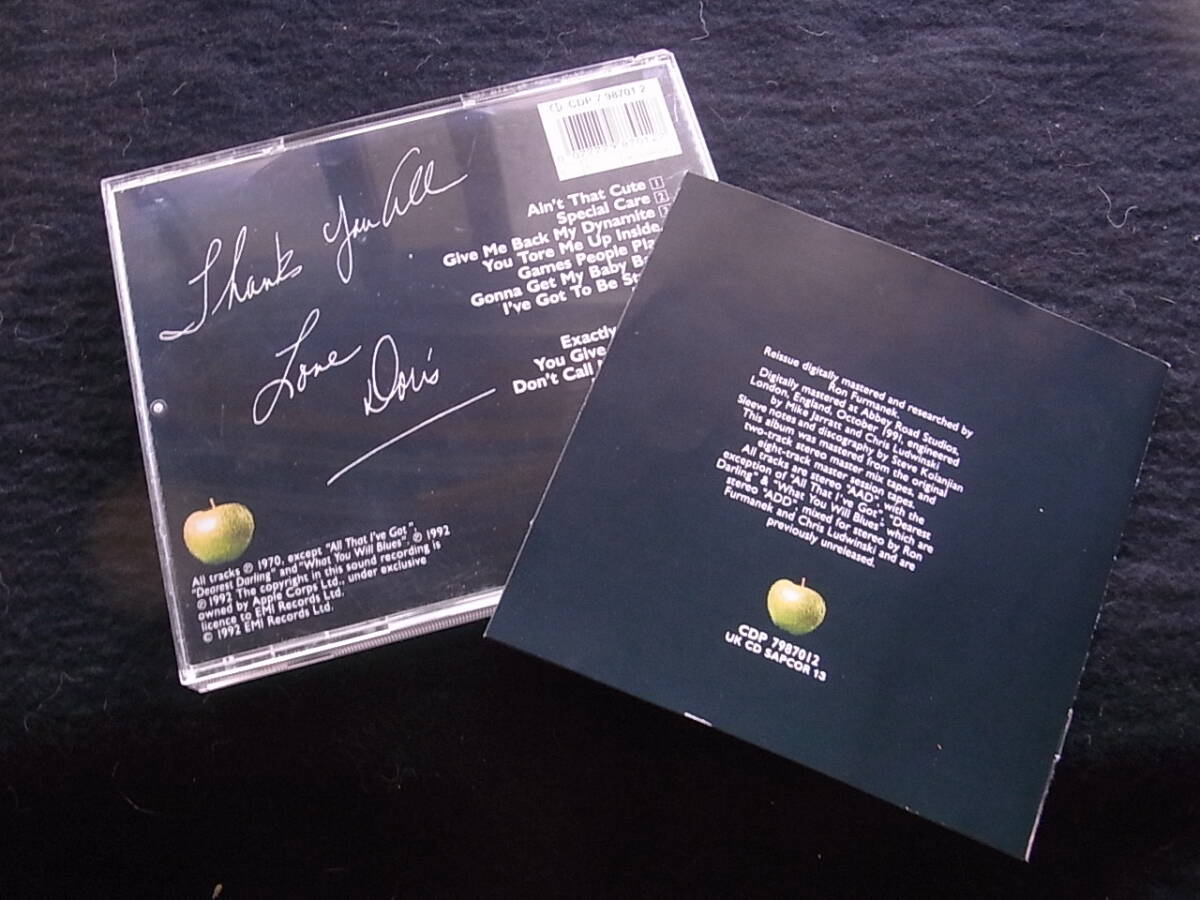 CDP 7 98701 2
Thanks You All
Love
Doris
Ain't That Cute 1
Special Care 2
Give Me Back My Dynamite 3
You Tore Me Up Inside
Games People
Gonna Get My Baby
I've Got To Be
Exactly
You Give
Don't Call
All tracks ℗ 1970, except "All That I've Got",
"Dearest Darling" and "What You Will Blues", ℗ 1992
℗ 1992 The copyright in this sound recording is
owned by Apple Corps Ltd., under exclusive
licence to EMI Records Ltd.
© 1992 EMI Records Ltd.
Reissue digitally mastered and researched by
Ron Furmanek.
Digitally mastered at Abbey Road Studios,
London, England, October 1991, engineered
by Mike Jarratt and Chris Ludwinski
Sleeve notes and discography by Steve Kolanjian
This album was mastered from the original
two-track stereo master mix tapes, and
eight-track master session tapes.
All tracks are stereo "AAD", with the
exception of "All That I've Got", "Dearest
Darling" & "What You Will Blues", which are
stereo "ADD", mixed for stereo by Ron
Furmanek and Chris Ludwinski and are
previously unreleased.
CDP 7987012
UK CD SAPCOR 13